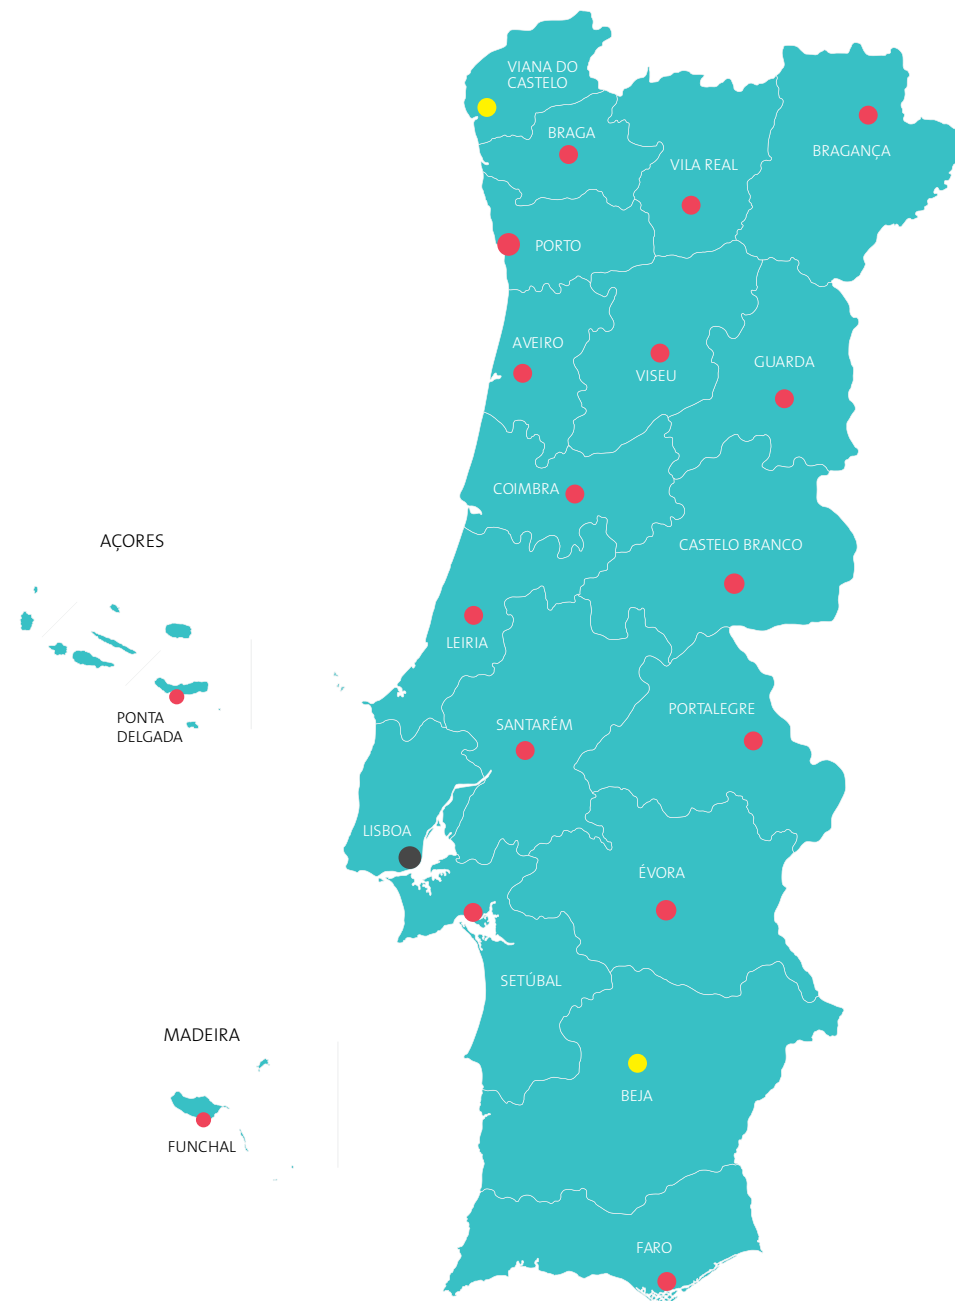 VIANA DO
CASTELO
BRAGA
BRAGANÇA
VILA REAL
PORTO
AVEIRO
VISEU
GUARDA
COIMBRA
AÇORES
CASTELO BRANCO
LEIRIA
PORTALEGRE
PONTA
DELGADA
SANTARÉM
LISBOA
ÉVORA
SETÚBAL
MADEIRA
BEJA
FUNCHAL
FARO